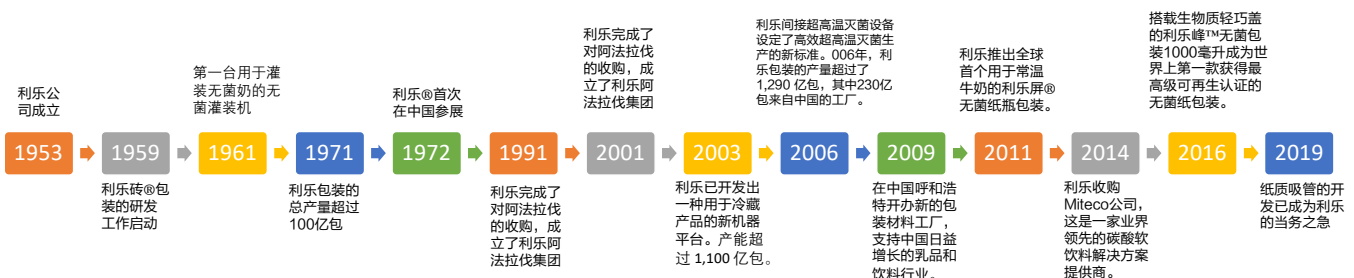 利乐公
司成立
第一台用于灌
装无菌奶的无
菌灌装机
利乐®首次
在中国参展
利乐完成了
对阿法拉伐
的收购，成
立了利乐阿
法拉伐集团
利乐间接超高温灭菌设备
设定了高效超高温灭菌生
产的新标准。006年，利
乐包装的产量超过了
1,290 亿包，其中230亿
包来自中国的工厂。
利乐推出全球
首个用于常温
牛奶的利乐屏®
无菌纸瓶包装。
搭载生物质轻巧盖
的利乐峰™无菌包
装1000毫升成为世
界上第一款获得最
高级可再生认证的
无菌纸包装。
1953
1959
1961
1971
1972
1991
2001
2003
2006
2009
2011
2014
2016
2019
利乐砖®包
装的研发
工作启动
利乐包装的
总产量超过
100亿包
利乐完成了
对阿法拉伐
的收购，成
立了利乐阿
法拉伐集团
利乐已开发出
一种用于冷藏
产品的新机器
平台。产能超
过 1,100 亿包。
在中国呼和浩
特开办新的包
装材料工厂，
支持中国日益
增长的乳品和
饮料行业。
利乐收购
Miteco公司，
这是一家业界
领先的碳酸软
饮料解决方案
提供商。
纸质吸管的开
发已成为利乐
的当务之急